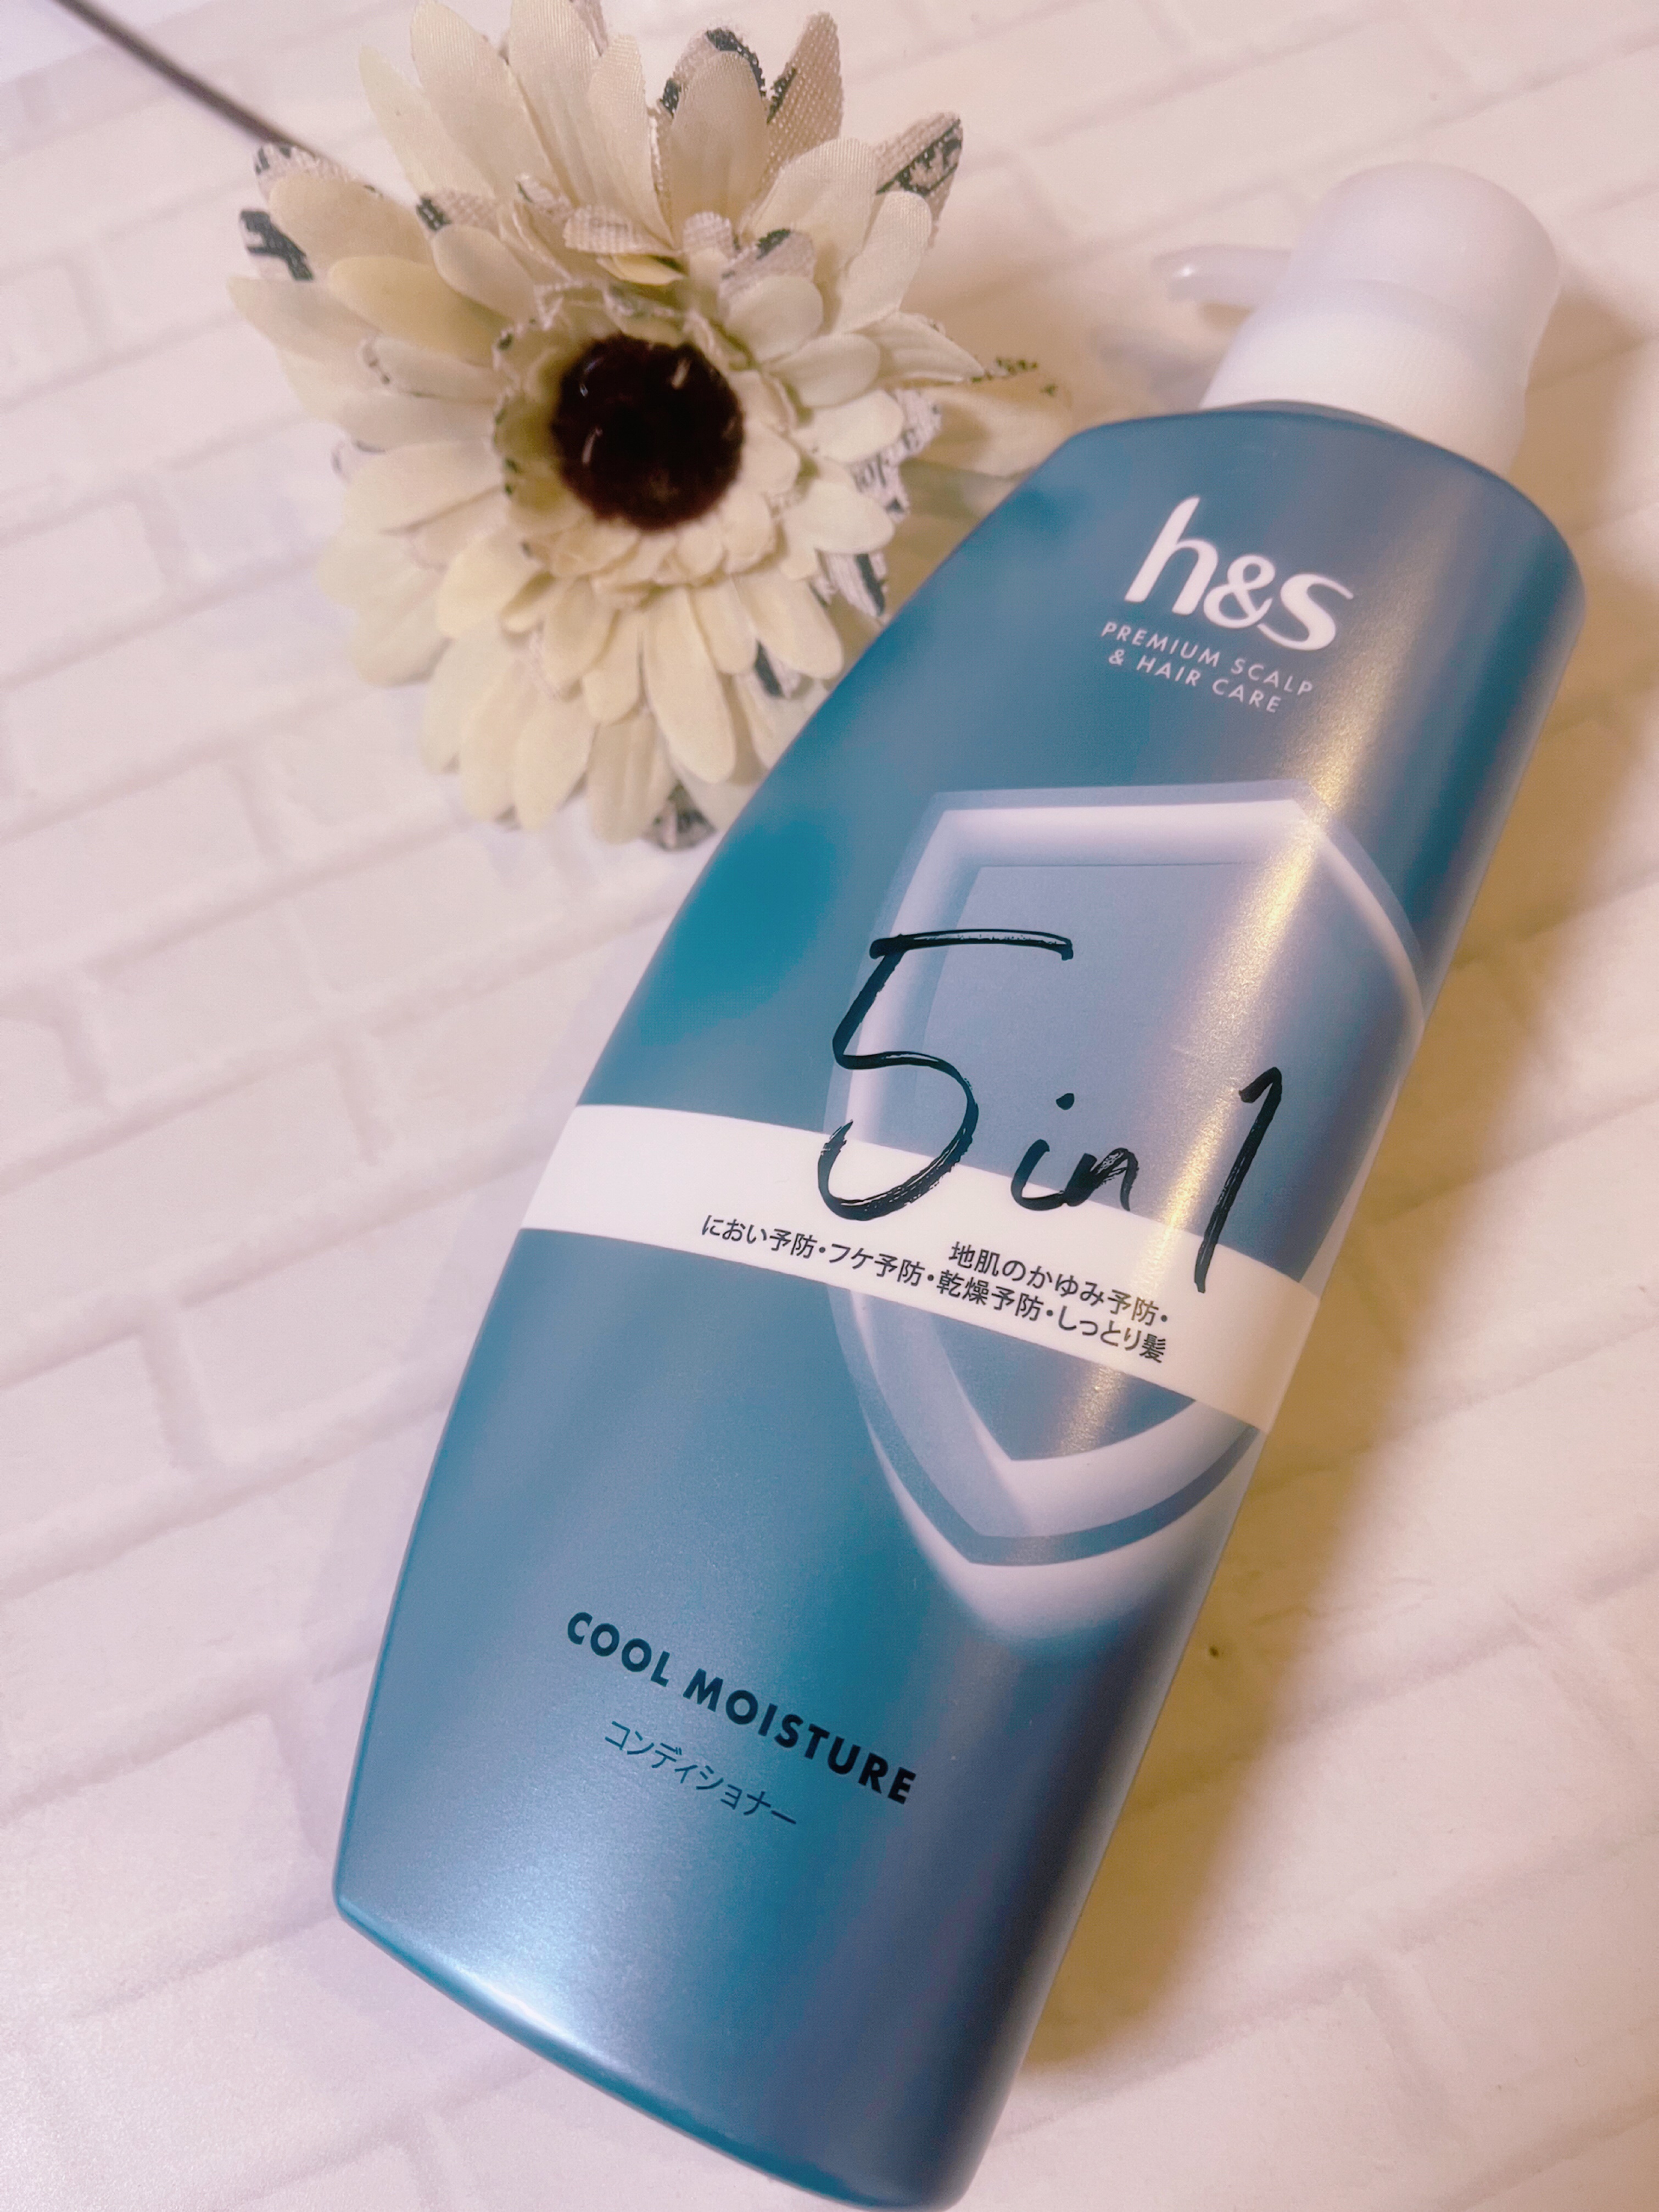 h&s
PREMIUM SCALP
& HAIR CARE
5in1
地肌のかゆみ予防・
におい予防・フケ予防・乾燥予防・しっとり髪
COOL MOISTURE
コンディショナー